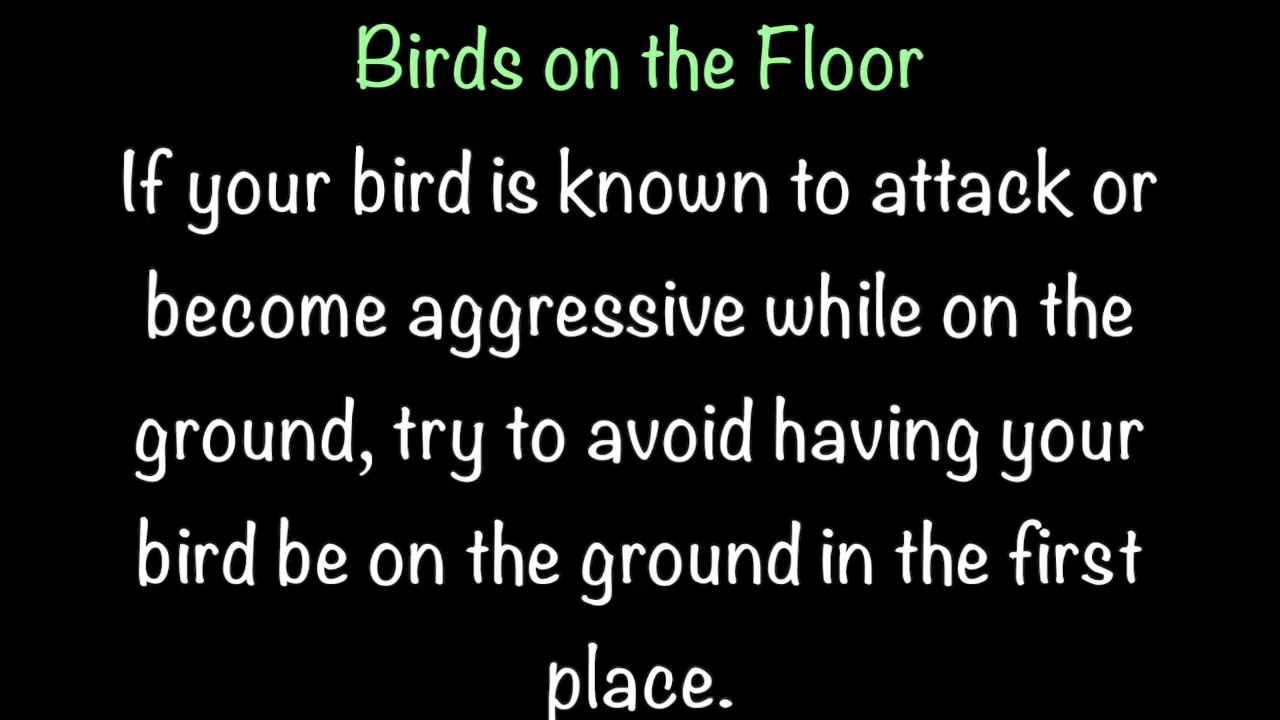 Birds on the Floor
If your bird is known to attack or
become aggressive while on the
ground, try to avoid having your
bird be on the ground in the first
place.